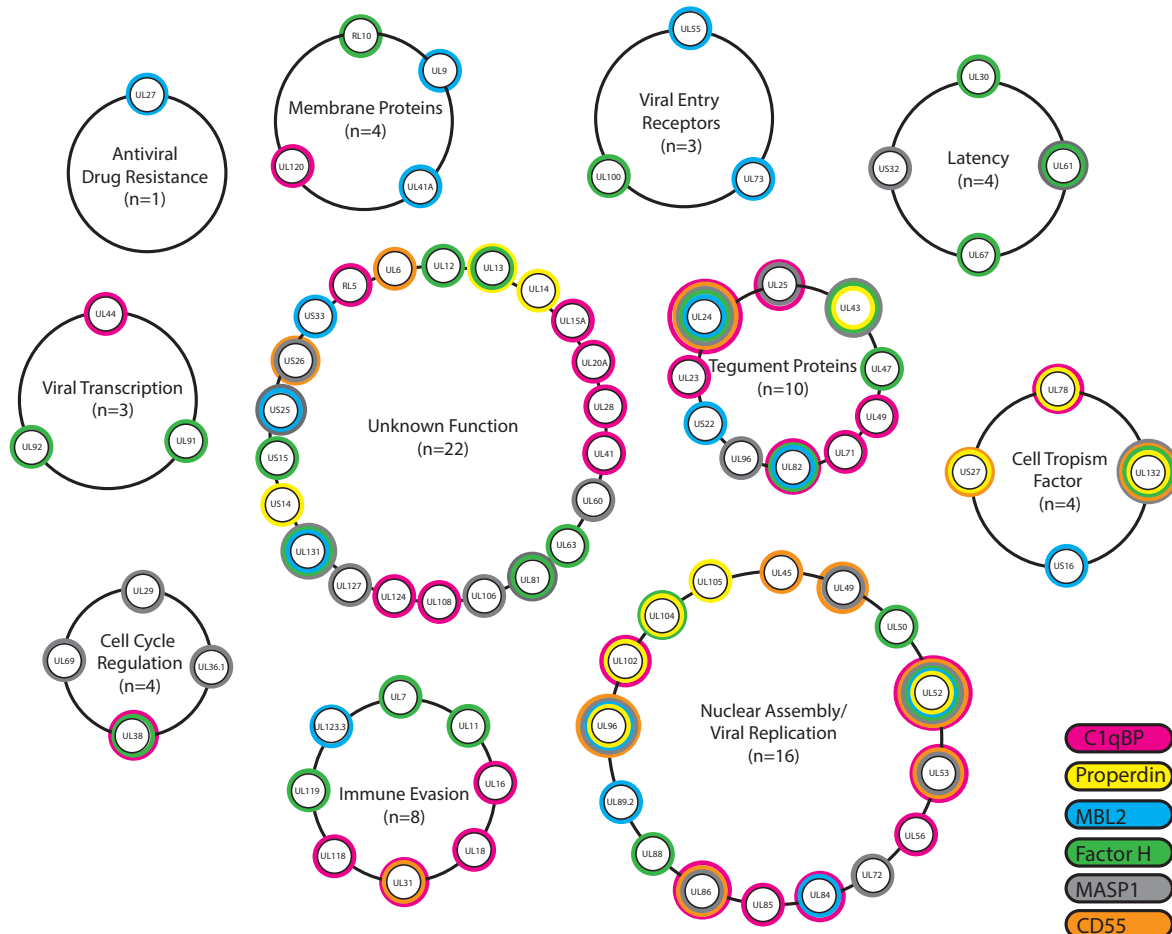 UL27
Antiviral
Drug Resistance
(n=1)
RL10
UL9
Membrane Proteins
(n=4)
UL120
UL41A
UL55
Viral Entry
Receptors
(n=3)
UL100
UL73
UL30
US32
Latency
(n=4)
UL61
UL67
UL44
Viral Transcription
(n=3)
UL92
UL91
UL6
UL12
UL13
UL14
RL5
US33
UL15A
US26
UL20A
US25
UL28
Unknown Function
(n=22)
US15
UL41
US14
UL60
UL131
UL63
UL127
UL81
UL124
UL108
UL106
UL25
UL24
UL43
Tegument Proteins
(n=10)
UL23
UL47
US22
UL49
UL96
UL82
UL71
UL78
US27
Cell Tropism
Factor
(n=4)
UL132
US16
UL29
Cell Cycle
Regulation
(n=4)
UL69
UL36.1
UL38
UL7
UL123.3
UL11
UL119
UL16
Immune Evasion
(n=8)
UL118
UL18
UL31
UL105
UL45
UL49
UL104
UL50
UL102
UL52
UL96
Nuclear Assembly/
Viral Replication
(n=16)
UL53
UL89.2
UL56
UL88
UL72
UL86
UL85
UL84
C1qBP
Properdin
MBL2
Factor H
MASP1
CD55